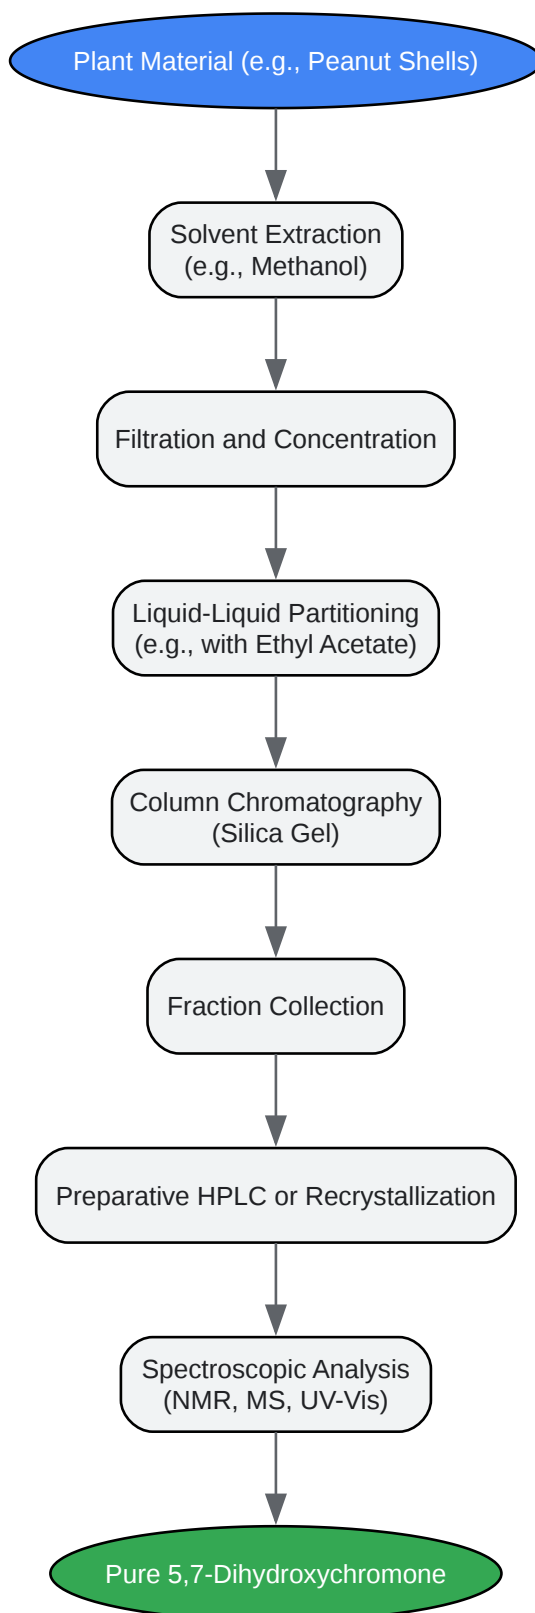 Plant Material (e.g., Peanut Shells)
Solvent Extraction
(e.g., Methanol)
Filtration and Concentration
Liquid-Liquid Partitioning
(e.g., with Ethyl Acetate)
Column Chromatography
(Silica Gel)
Fraction Collection
Preparative HPLC or Recrystallization
Spectroscopic Analysis
(NMR, MS, UV-Vis)
Pure 5,7-Dihydroxychromone